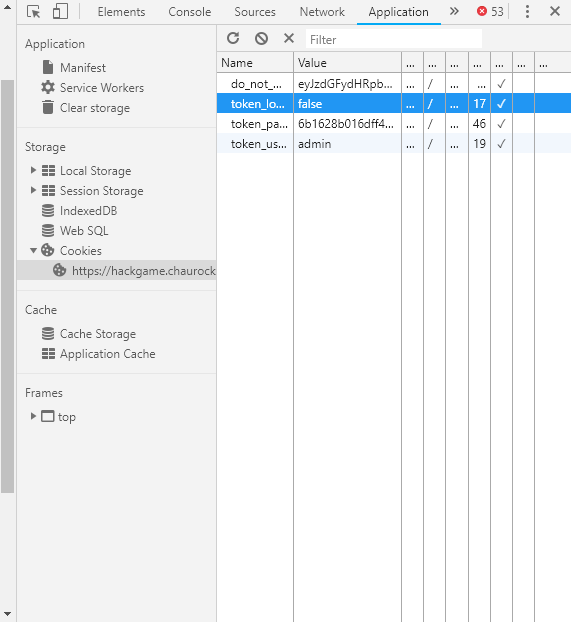 Elements Console Sources Network Application » 53
Application
Manifest
Service Workers
Clear storage
Storage
Local Storage
Session Storage
IndexedDB
Web SQL
Cookies
https://hackgame.chaurock
Cache
Cache Storage
Application Cache
Frames
top
Filter
Name Value ... ... ... ... ... ... ...
do_not_... eyJzdGFydHRpb... ... / ... ... ✓
token_lo... false ... / ... 17 ✓
token_pa... 6b1628b016dff4... ... / ... 46 ✓
token_us... admin ... / ... 19 ✓